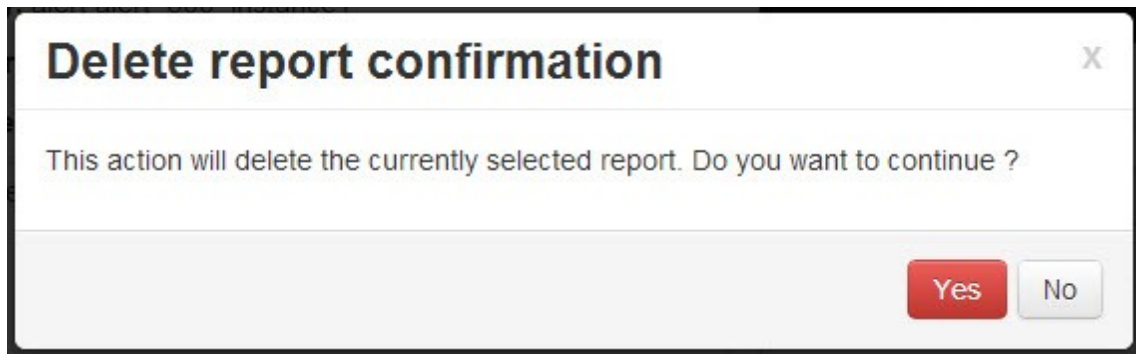 Delete report confirmation
x
This action will delete the currently selected report. Do you want to continue ?
Yes
No